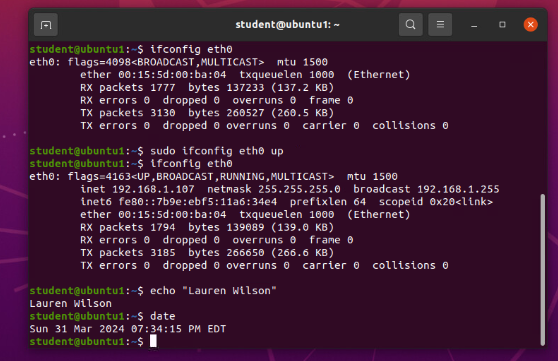 student@ubuntu1: ~
student@ubuntu1:~$ ifconfig eth0
eth0: flags=4098<BROADCAST,MULTICAST>  mtu 1500
        ether 00:15:5d:00:ba:04  txqueuelen 1000  (Ethernet)
        RX packets 1777  bytes 137233 (137.2 KB)
        RX errors 0  dropped 0  overruns 0  frame 0
        TX packets 3130  bytes 260527 (260.5 KB)
        TX errors 0  dropped 0 overruns 0  carrier 0  collisions 0
student@ubuntu1:~$ sudo ifconfig eth0 up
student@ubuntu1:~$ ifconfig eth0
eth0: flags=4163<UP,BROADCAST,RUNNING,MULTICAST>  mtu 1500
        inet 192.168.1.107  netmask 255.255.255.0  broadcast 192.168.1.255
        inet6 fe80::7b9e:ebf5:11a6:34e4  prefixlen 64  scopeid 0x20<link>
        ether 00:15:5d:00:ba:04  txqueuelen 1000  (Ethernet)
        RX packets 1794  bytes 139089 (139.0 KB)
        RX errors 0  dropped 0  overruns 0  frame 0
        TX packets 3185  bytes 266650 (266.6 KB)
        TX errors 0  dropped 0 overruns 0  carrier 0  collisions 0
student@ubuntu1:~$ echo "Lauren Wilson"
Lauren Wilson
student@ubuntu1:~$ date
Sun 31 Mar 2024 07:34:15 PM EDT
student@ubuntu1:~$